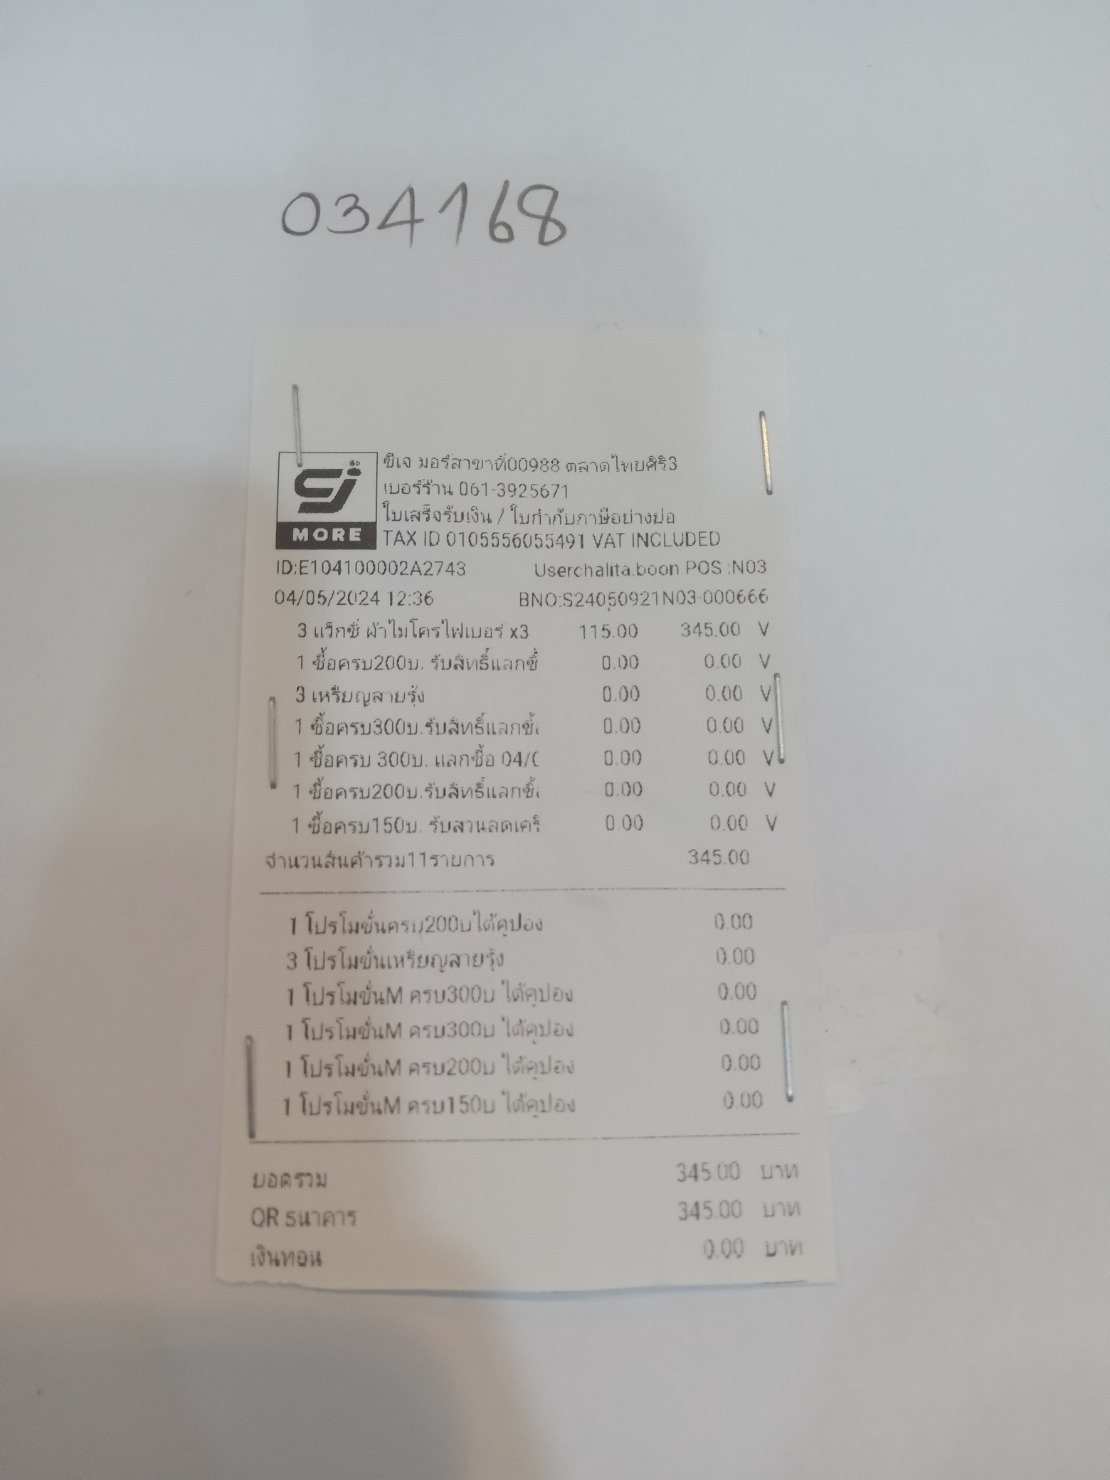 034168
CJ
MORE
ซีเจ มอร์สาขาที่00988 ตลาดไทยศิริ3
เบอร์ร้าน 061-3925671
ใบเสร็จรับเงิน / ใบกำกับภาษีอย่างย่อ
TAX ID 0105556055491 VAT INCLUDED
ID:E104100002A2743 Userchalita.boon POS :N03
04/05/2024 12:36 BNO:S24050921N03-000666
3 แว็กซี่ ผ้าไมโครไฟเบอร์ x3 115.00 345.00 V
1 ซื้อครบ200บ. รับสิทธิ์แลกซื้ 0.00 0.00 V
3 เหรียญสายรุ้ง 0.00 0.00 V
1 ซื้อครบ300บ.รับสิทธิ์แลกซื้ 0.00 0.00 V
1 ซื้อครบ 300บ. แลกซื้อ 04/0 0.00 0.00 V
1 ซื้อครบ200บ.รับสิทธิ์แลกซื้ 0.00 0.00 V
1 ซื้อครบ150บ. รับส่วนลดเครื่ 0.00 0.00 V
จำนวนสินค้ารวม11รายการ 345.00
1 โปรโมชั่นครบ200บได้คูปอง 0.00
3 โปรโมชั่นเหรียญสายรุ้ง 0.00
1 โปรโมชั่นM ครบ300บ ได้คูปอง 0.00
1 โปรโมชั่นM ครบ300บ ได้คูปอง 0.00
1 โปรโมชั่นM ครบ200บ ได้คูปอง 0.00
1 โปรโมชั่นM ครบ150บ ได้คูปอง 0.00
ยอดรวม 345.00 บาท
QR ธนาคาร 345.00 บาท
เงินทอน 0.00 บาท